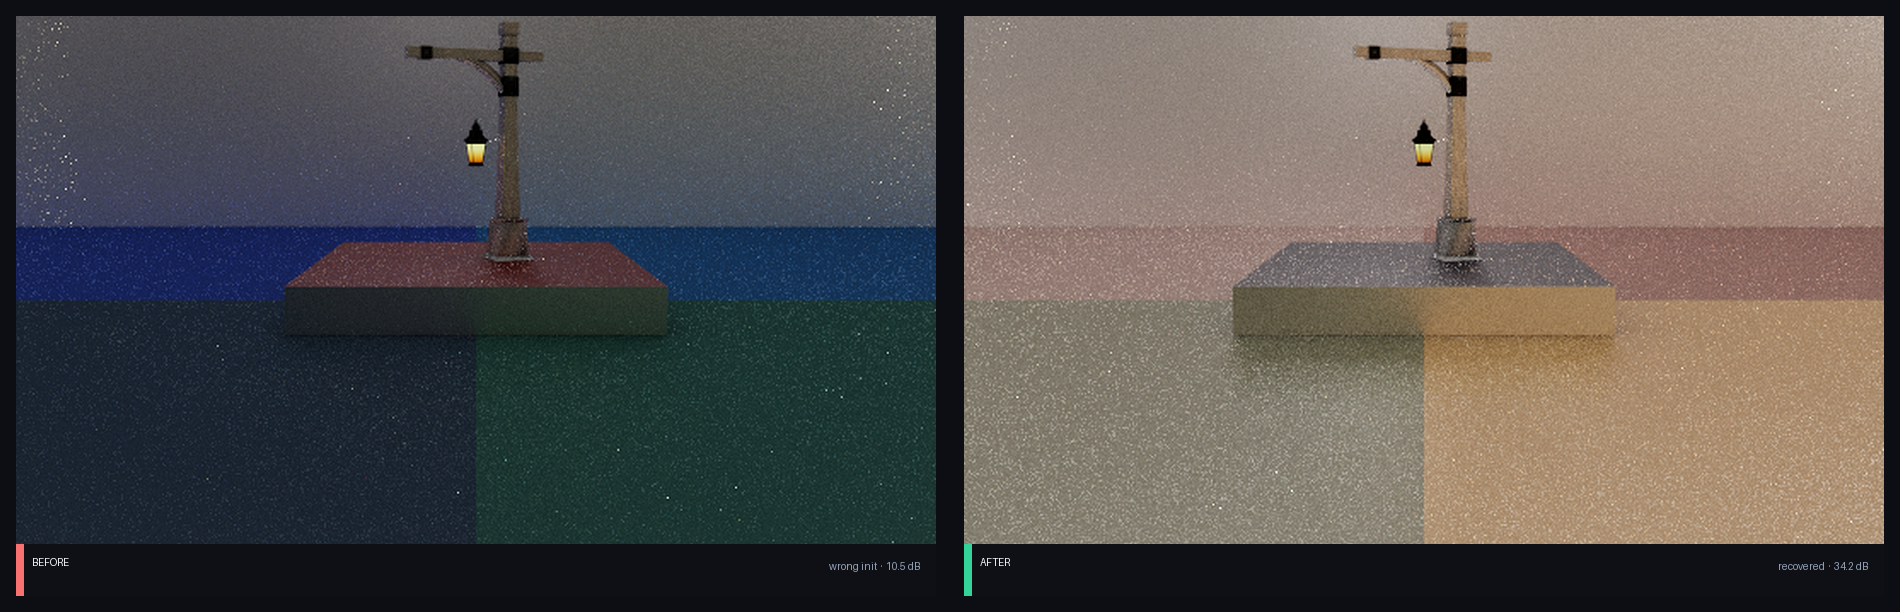 BEFORE
wrong init · 10.5 dB
AFTER
recovered · 34.2 dB